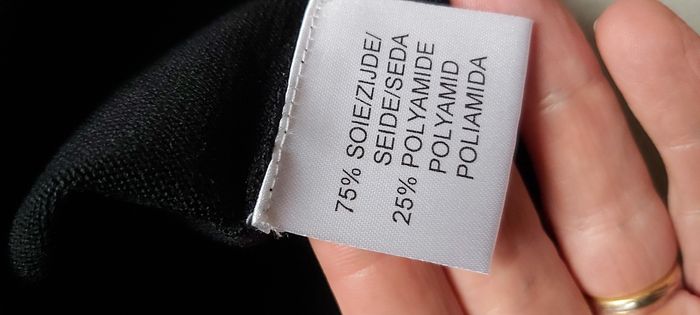 75% SOIE/ZIJDE/
SEIDE/SEDA
25% POLYAMIDE
POLYAMID
POLIAMIDA